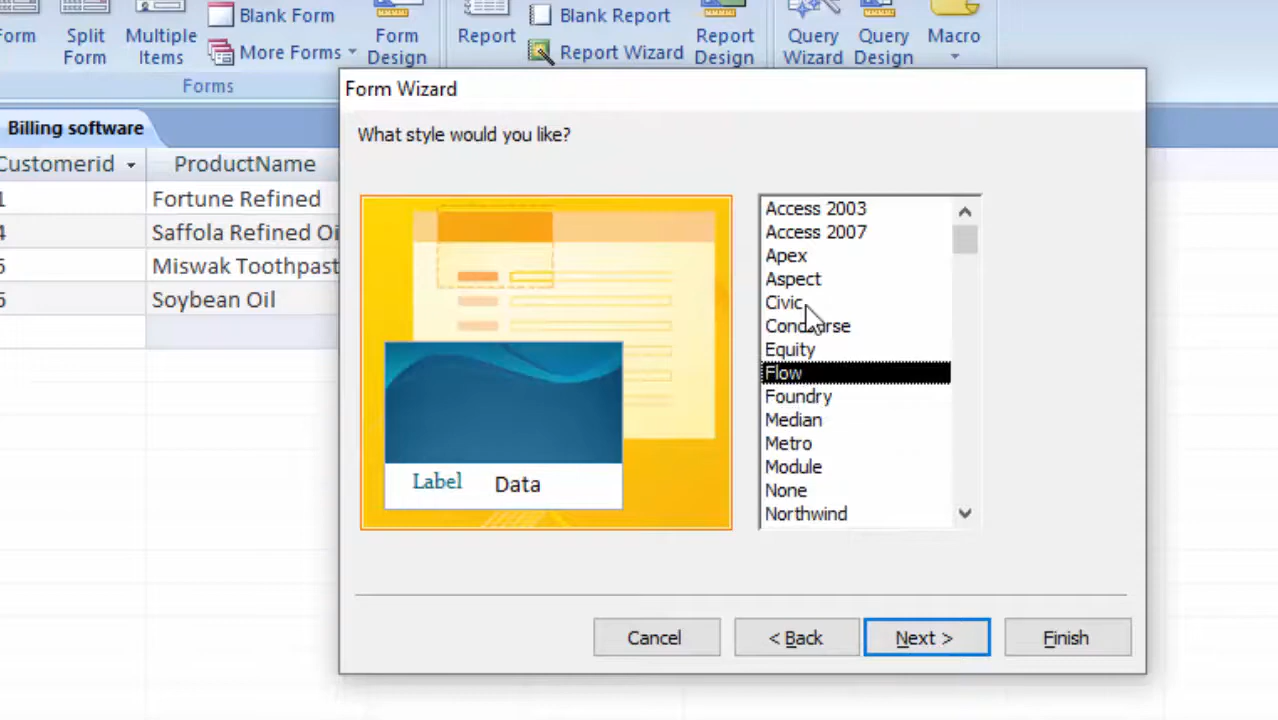 Form
Split
Form
Multiple
Items
Blank Form
More Forms
Form
Design
Report
Blank Report
Report Wizard
Report
Design
Query
Wizard
Query
Design
Macro
Forms
Form Wizard
Billing software
What style would you like?
Customerid
ProductName
1
Fortune Refined
4
Saffola Refined Oi
5
Miswak Toothpast
6
Soybean Oil
Access 2003
Access 2007
Apex
Aspect
Civic
Concourse
Equity
Flow
Foundry
Median
Metro
Module
None
Northwind
Label Data
Cancel
< Back
Next >
Finish